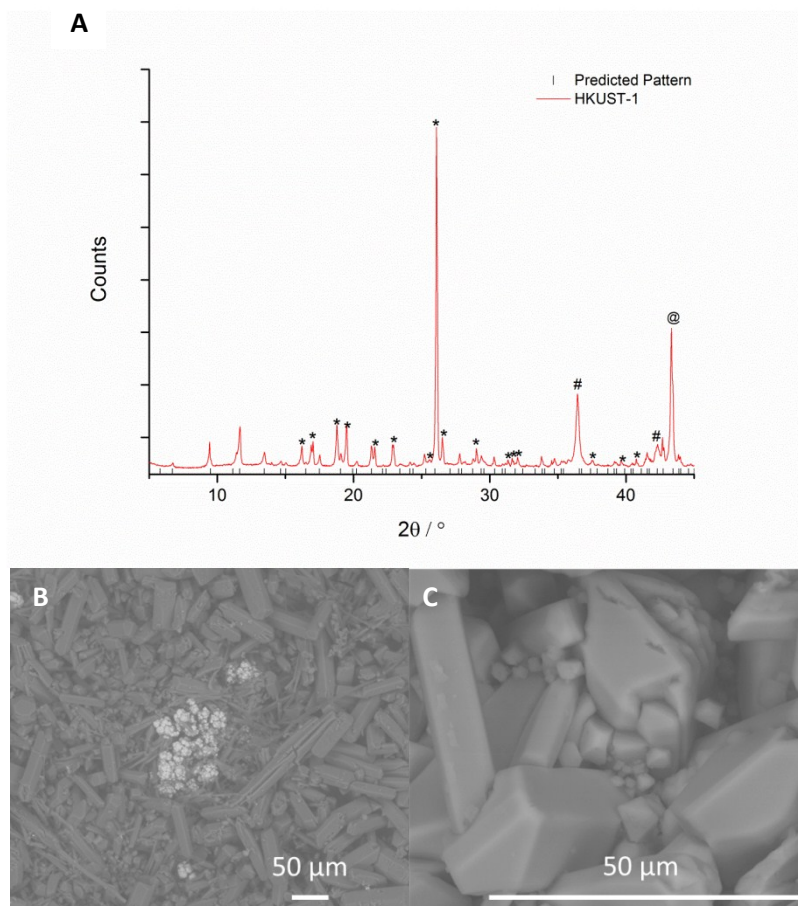 A
Predicted Pattern
HKUST-1
Counts
* * * * * * * * * * * * * * * * # * * # * @
10 20 30 40
2θ / °
B
C
50 µm
50 µm